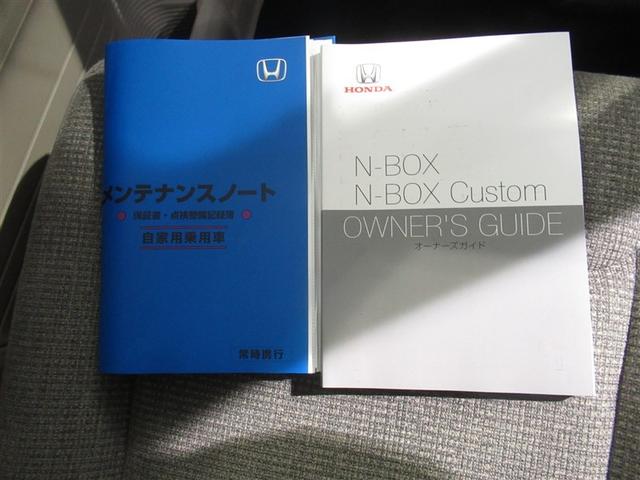 メンテナンスノート
保証書・点検整備記録簿
自家用乗用車
常時携行
HONDA
N-BOX
N-BOX Custom
OWNER'S GUIDE
オーナーズガイド